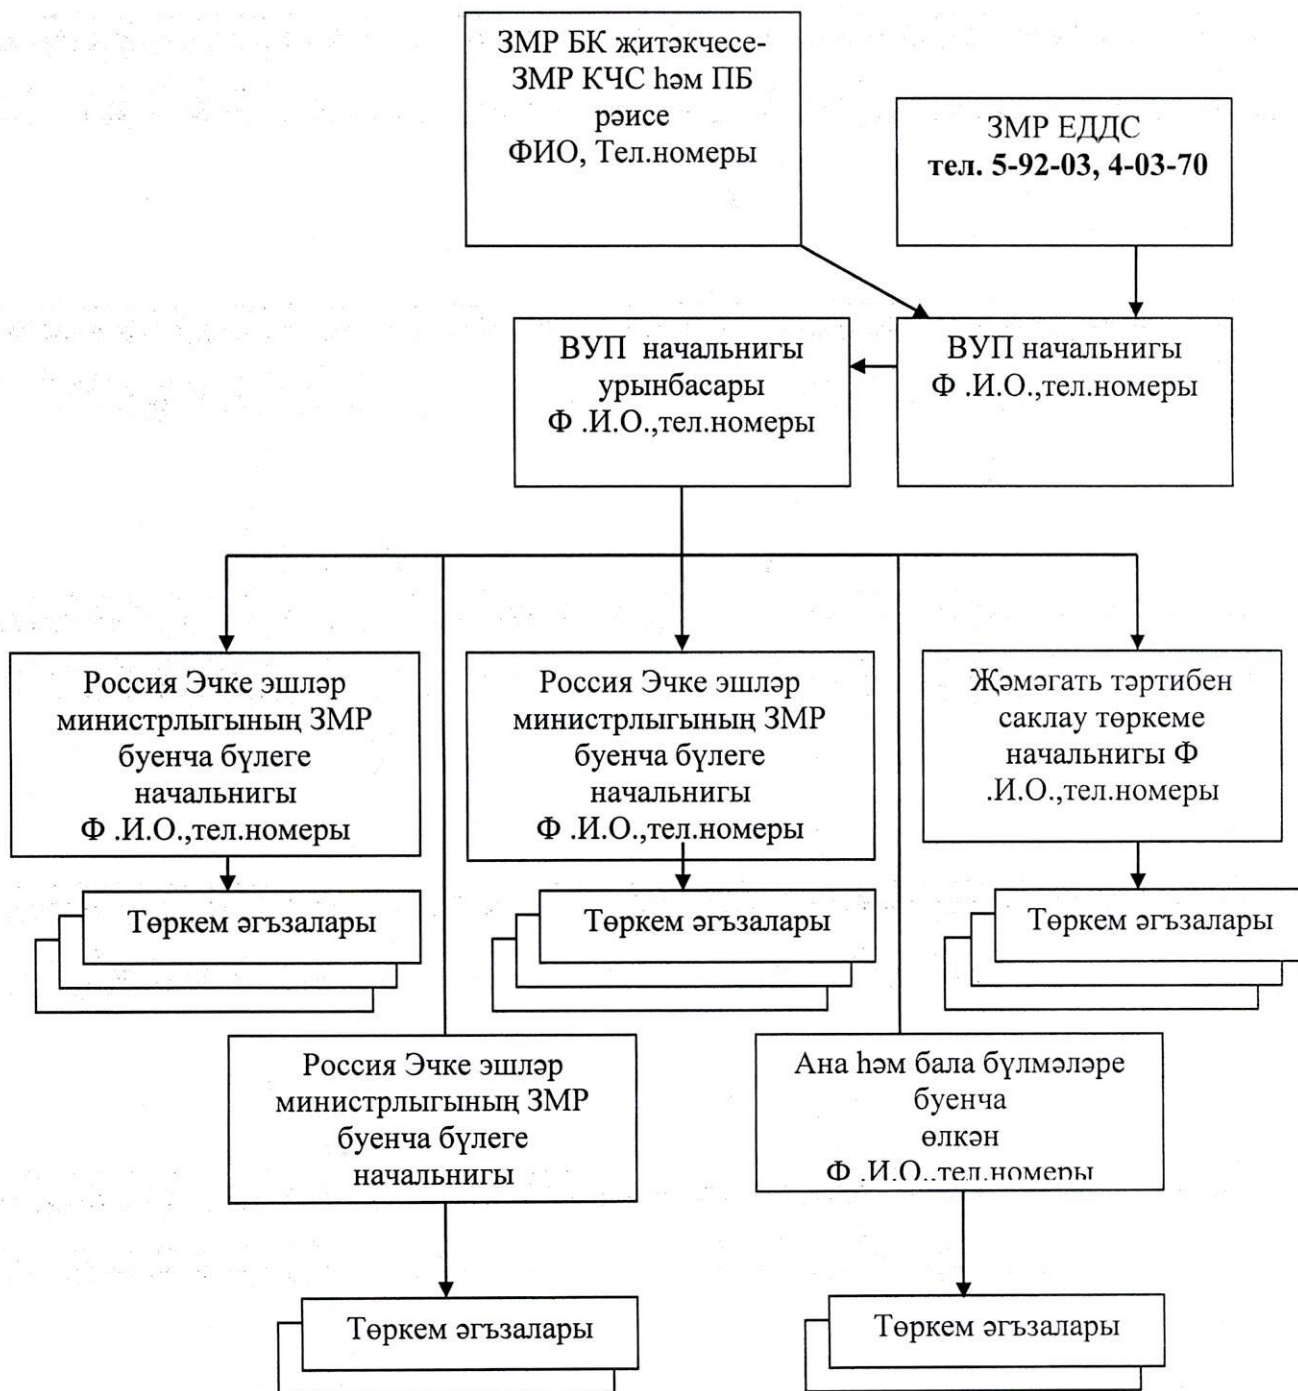 ЗМР БК җитәкчесе-
ЗМР КЧС һәм ПБ
рәисе
ФИО, Тел.номеры
ЗМР ЕДДС
тел. 5-92-03, 4-03-70
ВУП начальнигы
урынбасары
Ф .И.О.,тел.номеры
ВУП начальнигы
Ф .И.О.,тел.номеры
Россия Эчке эшләр
министрлыгының ЗМР
буенча бүлеге
начальнигы
Ф .И.О.,тел.номеры
Россия Эчке эшләр
министрлыгының ЗМР
буенча бүлеге
начальнигы
Ф .И.О.,тел.номеры
Җәмәгать тәртибен
саклау төркеме
начальнигы Ф
.И.О.,тел.номеры
Төркем әгъзалары
Төркем әгъзалары
Төркем әгъзалары
Россия Эчке эшләр
министрлыгының ЗМР
буенча бүлеге
начальнигы
Ана һәм бала бүлмәләре
буенча
өлкән
Ф .И.О.,тел.номеры
Төркем әгъзалары
Төркем әгъзалары